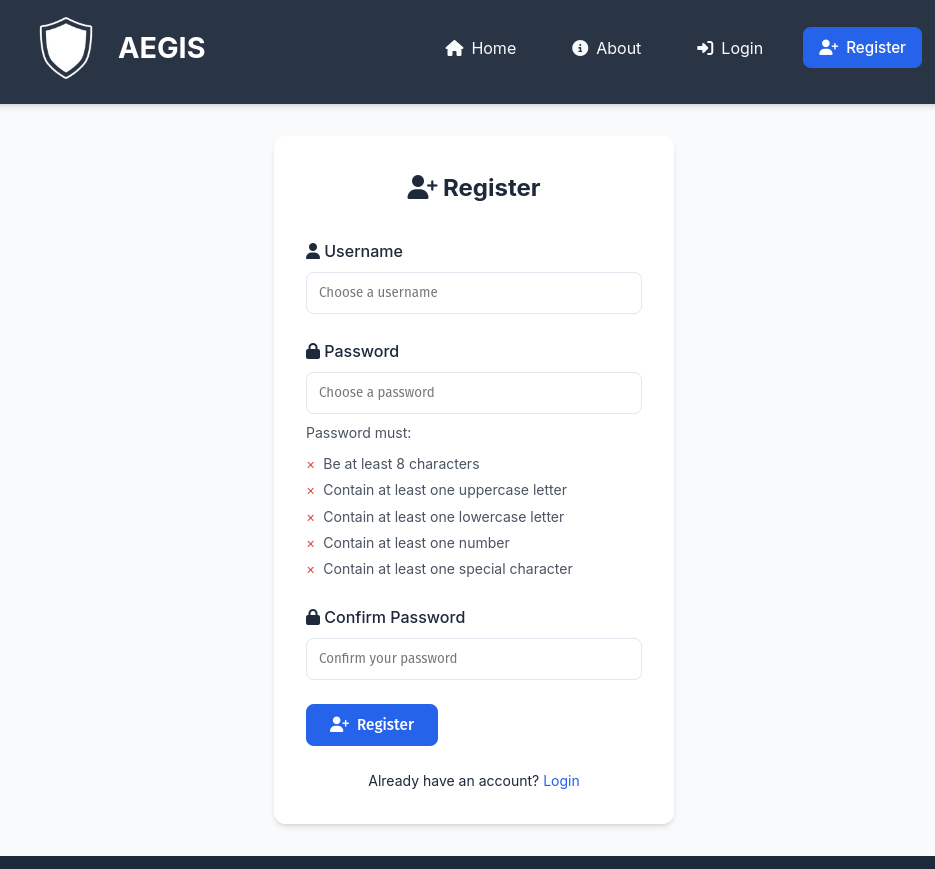 AEGIS
Home
About
Login
Register
Register
Username
Choose a username
Password
Choose a password
Password must:
× Be at least 8 characters
× Contain at least one uppercase letter
× Contain at least one lowercase letter
× Contain at least one number
× Contain at least one special character
Confirm Password
Confirm your password
Register
Already have an account? Login